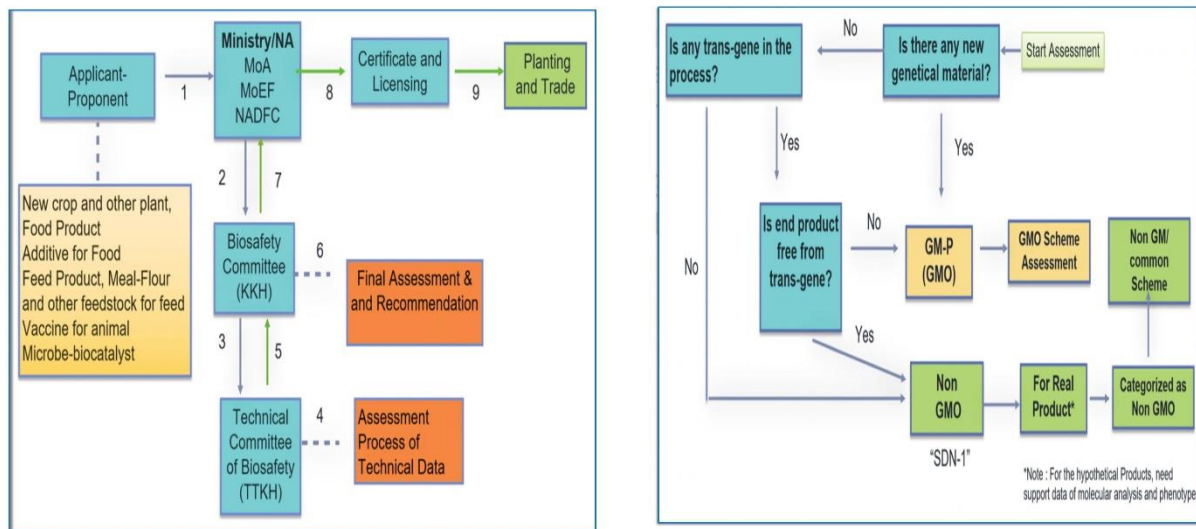 Applicant-
Proponent
1
Ministry/NA
MoA
MoEF
NADFC
8
Certificate and
Licensing
9
Planting
and Trade
2
7
New crop and other plant,
Food Product
Additive for Food
Feed Product, Meal-Flour
and other feedstock for feed
Vaccine for animal
Microbe-biocatalyst
Biosafety
Committee
(KKH)
6
Final Assessment &
and Recommendation
3
5
Technical
Committee
of Biosafety
(TTKH)
4
Assessment
Process of
Technical Data
Is any trans-gene in the
process?
No
Is there any new
genetical material?
Start Assessment
Yes
Yes
Is end product
free from
trans-gene?
No
GM-P
(GMO)
GMO Scheme
Assessment
Non GM/
common
Scheme
No
Yes
Non
GMO
For Real
Product*
Categorized as
Non GMO
“SDN-1”
*Note : For the hypothetical Products, need
support data of molecular analysis and phenotype